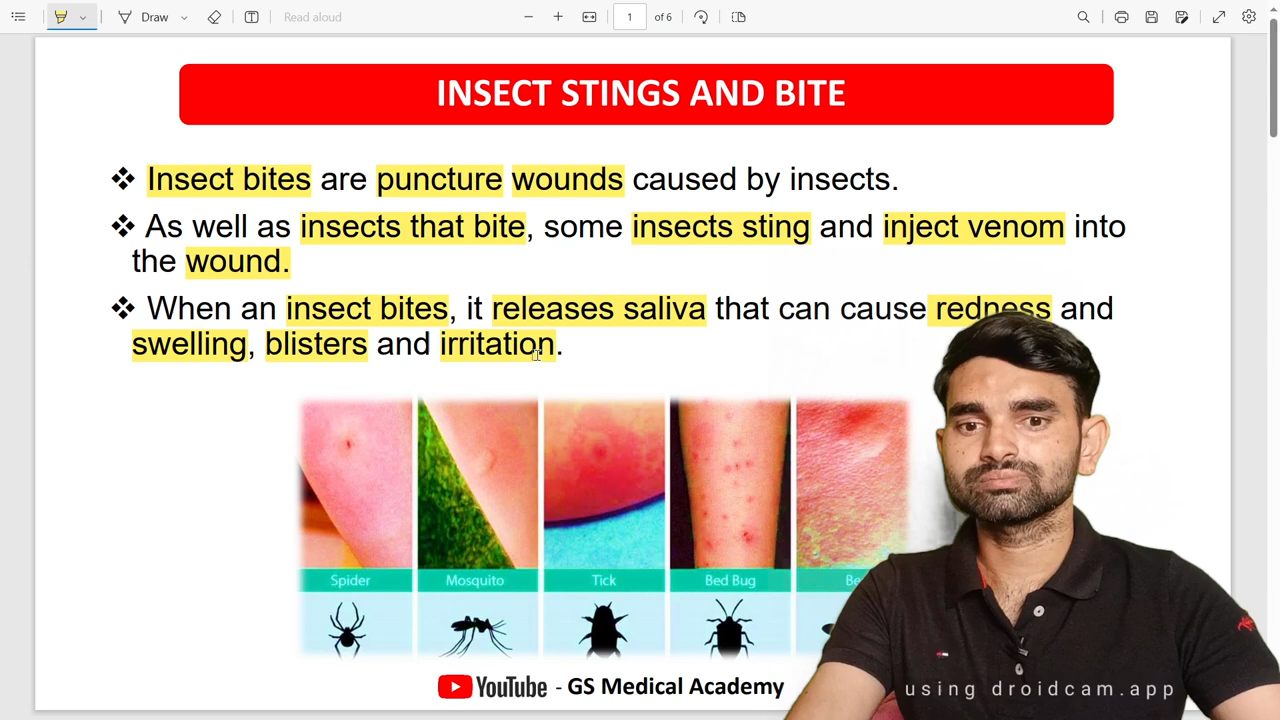 Draw
Read aloud
1
of 6
INSECT STINGS AND BITE
❖ Insect bites are puncture wounds caused by insects.
❖ As well as insects that bite, some insects sting and inject venom into
the wound.
❖ When an insect bites, it releases saliva that can cause redness and
swelling, blisters and irritation.
Spider
Mosquito
Tick
Bed Bug
YouTube - GS Medical Academy
using droidcam.app